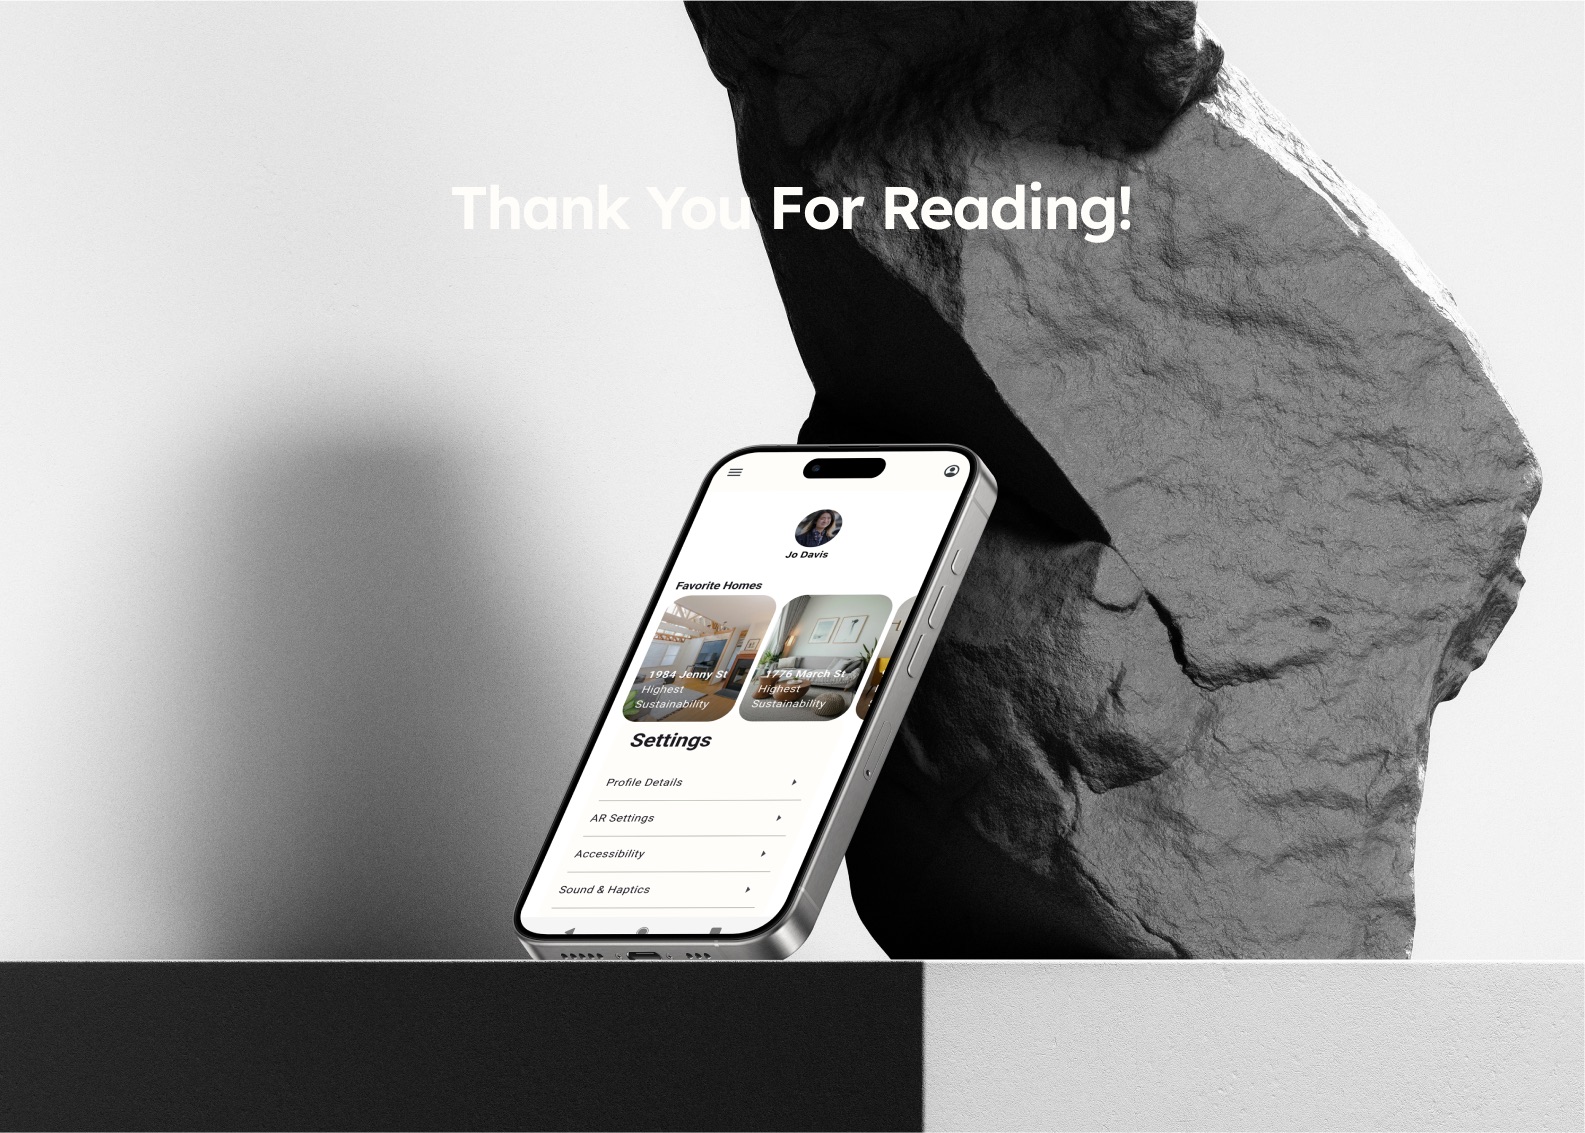 Thank You For Reading!
Jo Davis
Favorite Homes
1984 Jenny St
Highest
Sustainability
1776 March St
Highest
Sustainability
Settings
Profile Details
AR Settings
Accessibility
Sound & Haptics